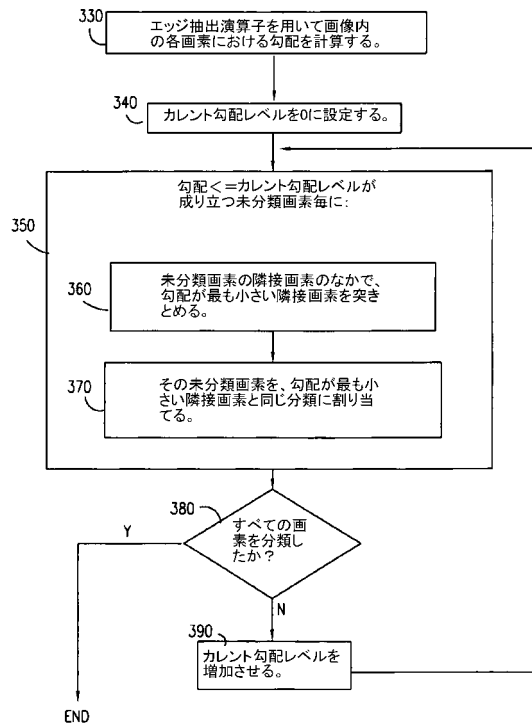 330
エッジ抽出演算子を用いて画像内
の各画素における勾配を計算する。
340
カレント勾配レベルを0に設定する。
350
勾配<=カレント勾配レベルが
成り立つ未分類画素毎に:
360
未分類画素の隣接画素のなかで、
勾配が最も小さい隣接画素を突き
とめる。
370
その未分類画素を、勾配が最も小
さい隣接画素と同じ分類に割り当
てる。
380
すべての画
素を分類し
たか?
Y
N
390
カレント勾配レベルを
増加させる。
END